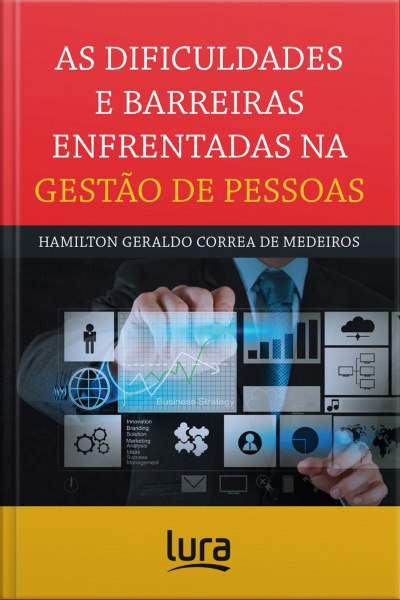 AS DIFICULDADES
E BARREIRAS
ENFRENTADAS NA
GESTÃO DE PESSOAS
HAMILTON GERALDO CORREA DE MEDEIROS
Business Strategy
Innovation
Branding
Solution
Marketing
Analysis
Ideas
Success
Management
lura